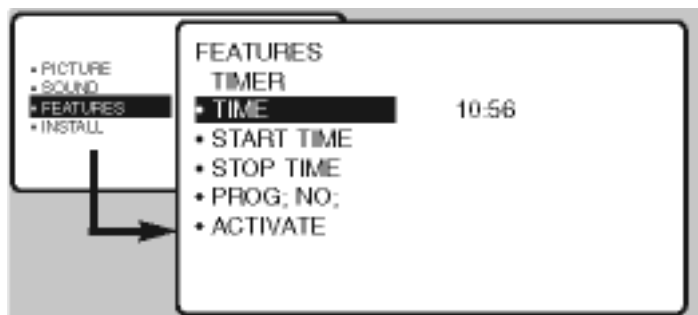 • PICTURE
• SOUND
• FEATURES
• INSTALL
FEATURES
TIMER
• TIME 10:56
• START TIME
• STOP TIME
• PROG; NO;
• ACTIVATE